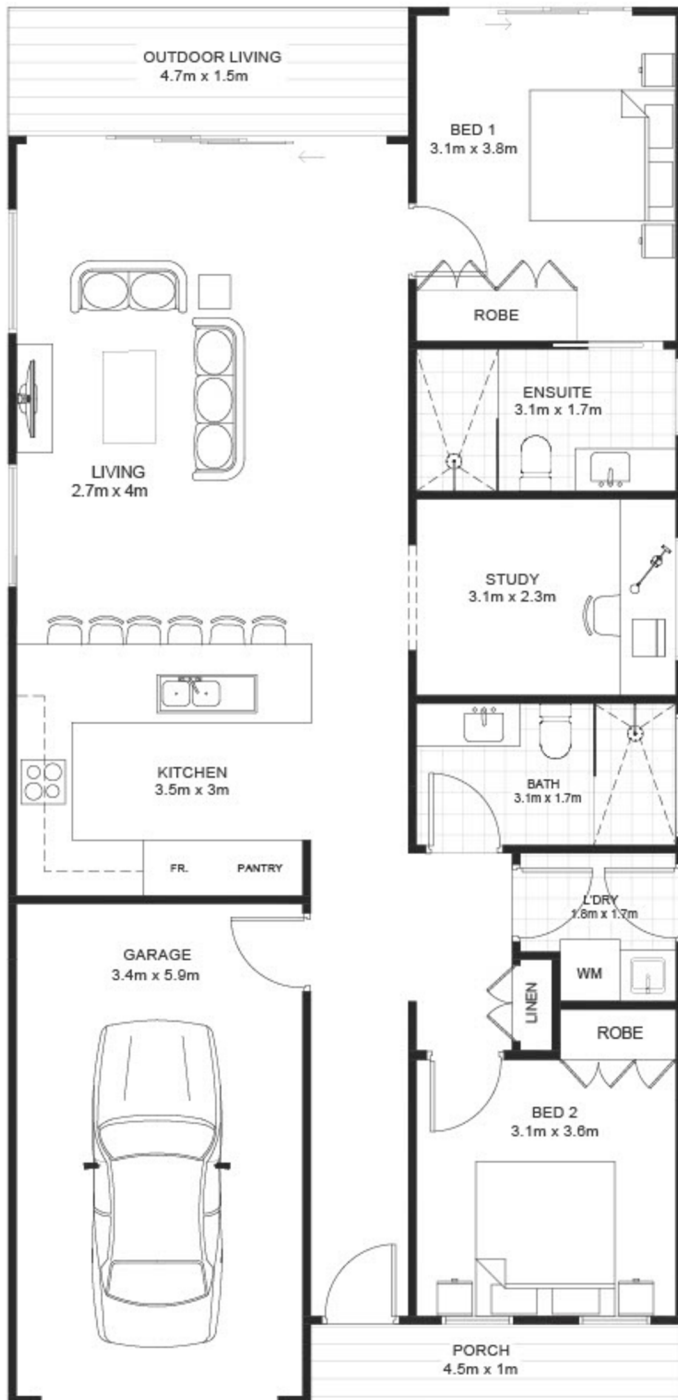 OUTDOOR LIVING
4.7m x 1.5m
BED 1
3.1m x 3.8m
ROBE
ENSUITE
3.1m x 1.7m
LIVING
2.7m x 4m
STUDY
3.1m x 2.3m
KITCHEN
3.5m x 3m
BATH
3.1m x 1.7m
FR.
PANTRY
L'DRY
1.8m x 1.7m
GARAGE
3.4m x 5.9m
WM
LINEN
ROBE
BED 2
3.1m x 3.6m
PORCH
4.5m x 1m